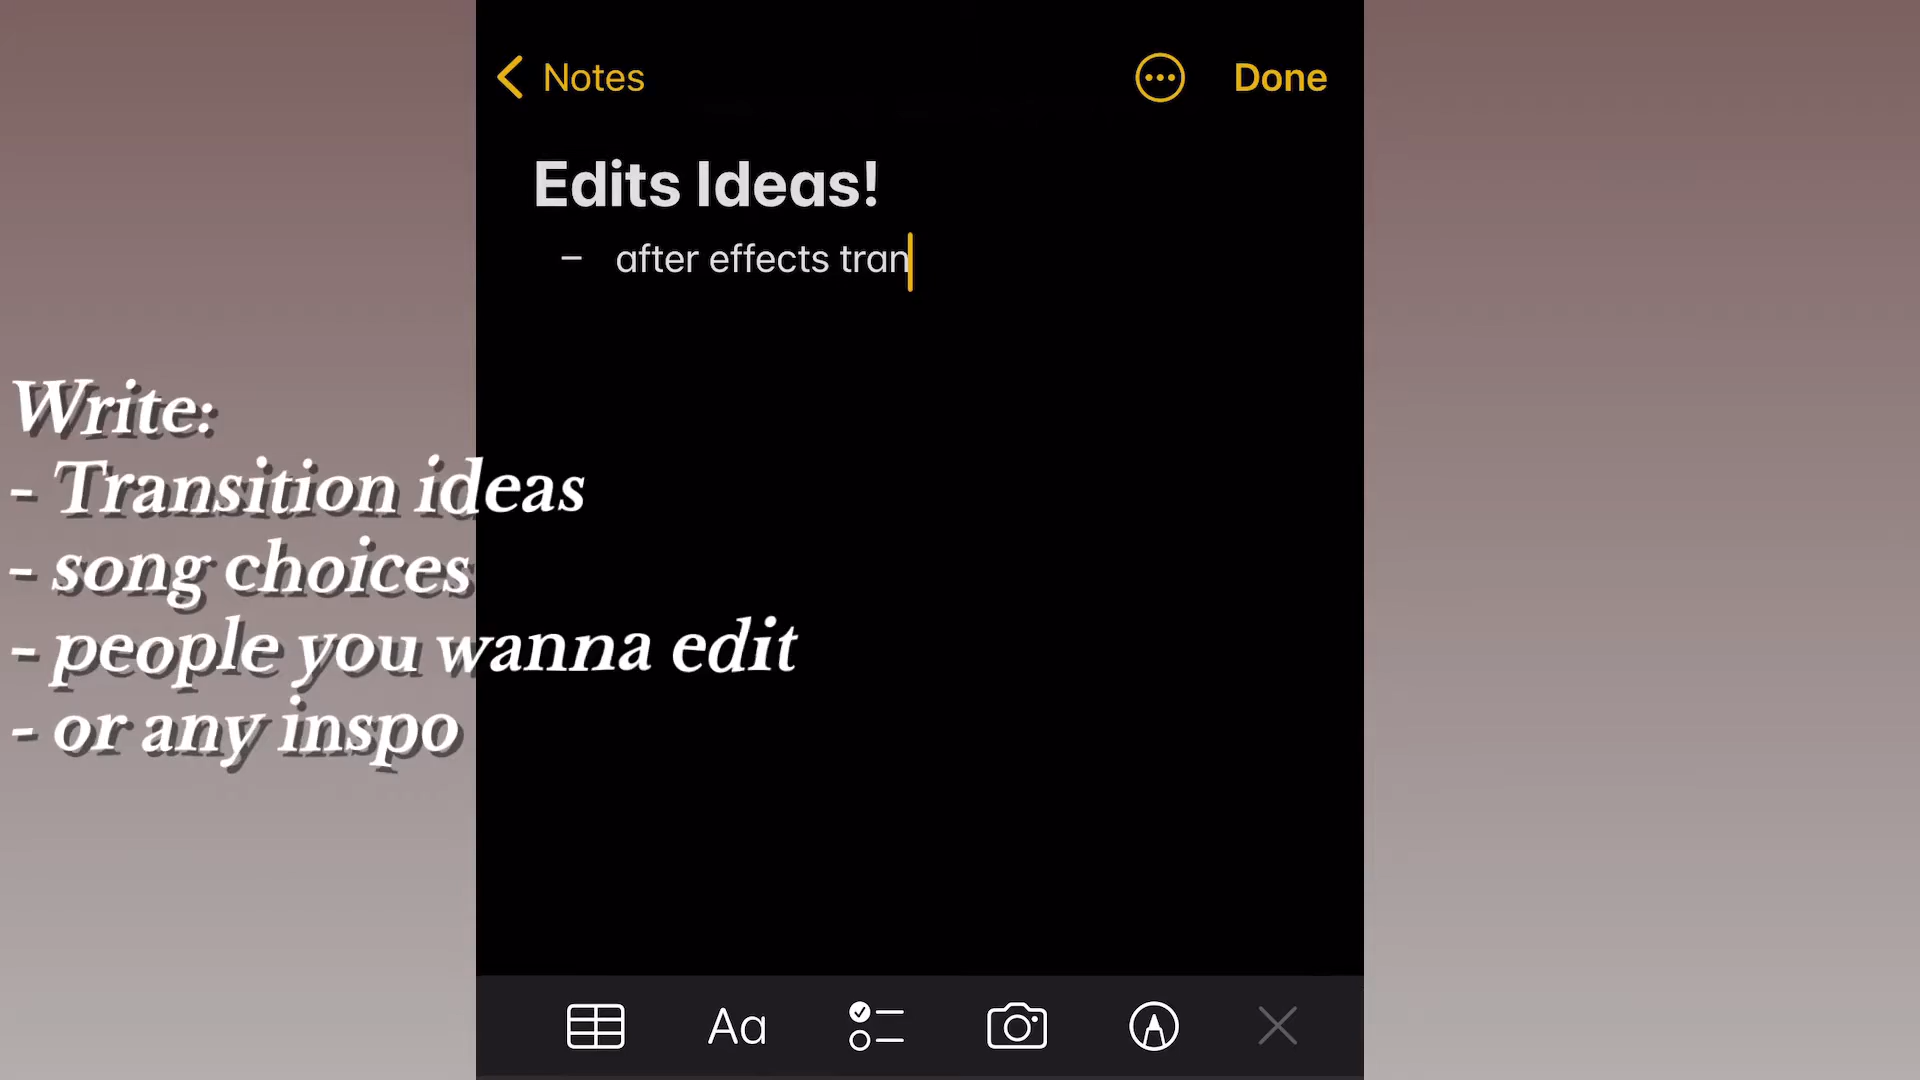 Notes
Done
Edits Ideas!
– after effects tran
Write:
- Transition ideas
- song choices
- people you wanna edit
- or any inspo
Aa